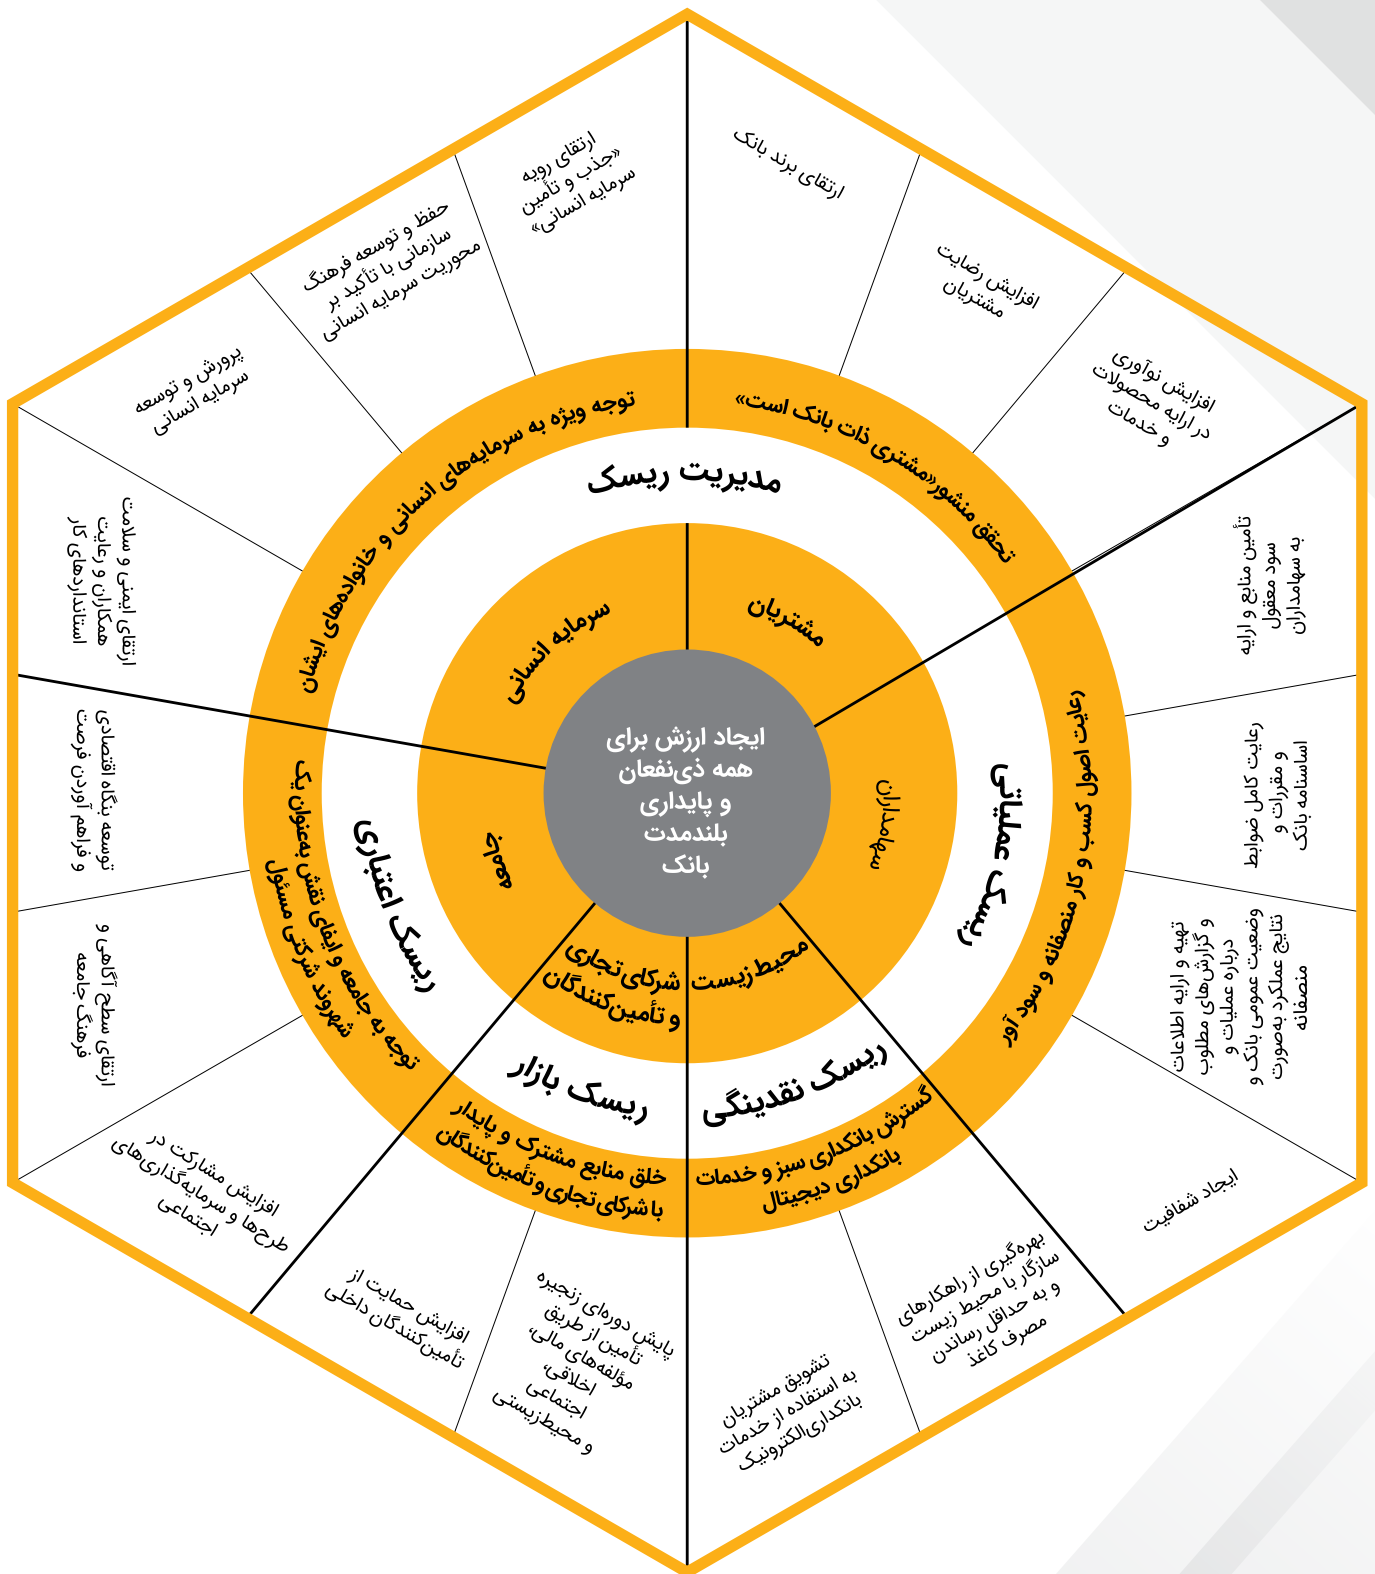 ایجاد ارزش برای
همه ذی‌نفعان
و پایداری
بلندمدت
بانک
مشتریان
سهامداران
محیط زیست
شرکای تجاری
و تأمین‌کنندگان
جامعه
سرمایه انسانی
مدیریت ریسک
ریسک عملیاتی
ریسک نقدینگی
ریسک بازار
ریسک اعتباری
تحقق منشور«مشتری ذات بانک است»
ارتقای برند بانک
افزایش رضایت
مشتریان
افزایش نوآوری
در ارایه محصولات
و خدمات
رعایت اصول کسب و کار منصفانه و سود آور
تأمین منابع و ارایه
سود معقول
به سهامداران
رعایت کامل ضوابط
و مقررات و
اساسنامه بانک
تهیه و ارایه اطلاعات
و گزارش‌های مطلوب
درباره عملیات و
وضعیت عمومی بانک و
نتایج عملکرد به‌صورت
منصفانه
ایجاد شفافیت
گسترش بانکداری سبز و خدمات
بانکداری دیجیتال
بهره‌گیری از راهکارهای
سازگار با محیط زیست
و به حداقل رساندن
مصرف کاغذ
تشویق مشتریان
به استفاده از خدمات
بانکداری‌الکترونیک
خلق منابع مشترک و پایدار
با شرکای تجاری و تأمین‌کنندگان
پایش دوره‌ای زنجیره
تأمین از طریق
مؤلفه‌های مالی،
اخلاقی،
اجتماعی
و محیط‌زیستی
افزایش حمایت از
تأمین‌کنندگان داخلی
توجه به جامعه و ایفای نقش به‌عنوان یک
شهروند شرکتی مسئول
افزایش مشارکت در
طرح‌ها و سرمایه‌گذاری‌های
اجتماعی
ارتقای سطح آگاهی و
فرهنگ جامعه
توسعه بنگاه اقتصادی
و فراهم آوردن فرصت
توجه ویژه به سرمایه‌های انسانی و خانواده‌های ایشان
ارتقای ایمنی و سلامت
همکاران و رعایت
استانداردهای کار
پرورش و توسعه
سرمایه انسانی
حفظ و توسعه فرهنگ
سازمانی با تأکید بر
محوریت سرمایه انسانی
ارتقای رویه
«جذب و تأمین
سرمایه انسانی»